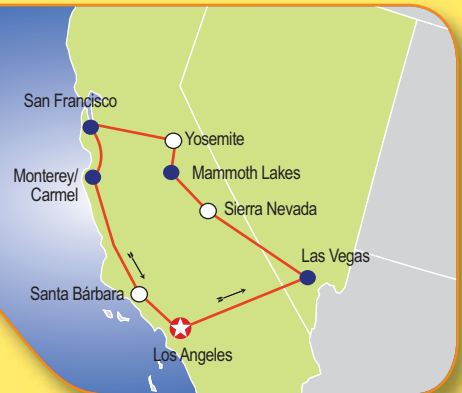 San Francisco
Yosemite
Monterey/
Carmel
Mammoth Lakes
Sierra Nevada
Las Vegas
Santa Bárbara
Los Angeles